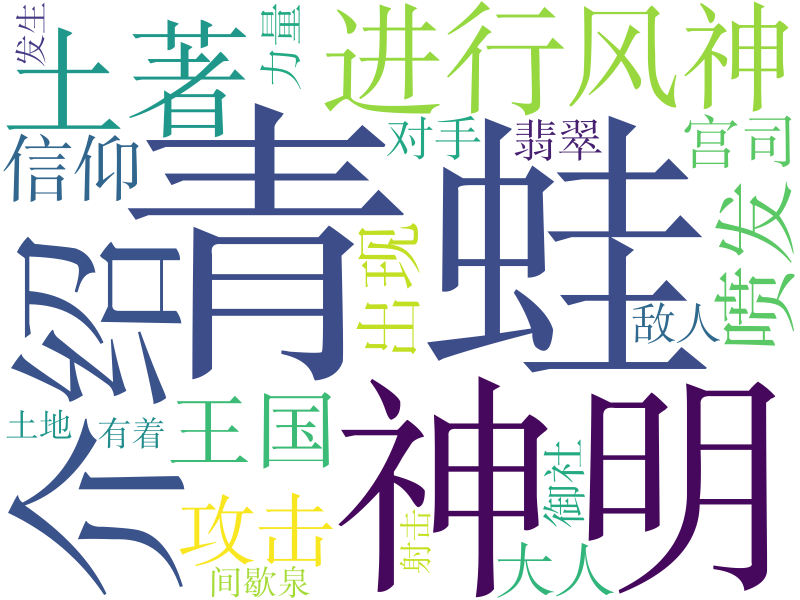 发生
土著
力量
进行
风神
信仰
青蛙
对手
翡翠
宫司
介绍
出现
喷发
敌人
土地
有着
王国
神明
御社
攻击
射击
大人
间歇泉